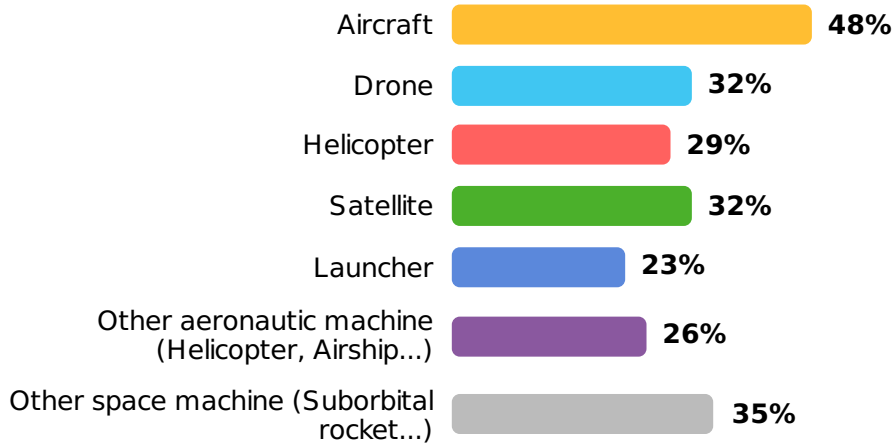 Aircraft 48%
Drone 32%
Helicopter 29%
Satellite 32%
Launcher 23%
Other aeronautic machine
(Helicopter, Airship...) 26%
Other space machine (Suborbital
rocket...) 35%